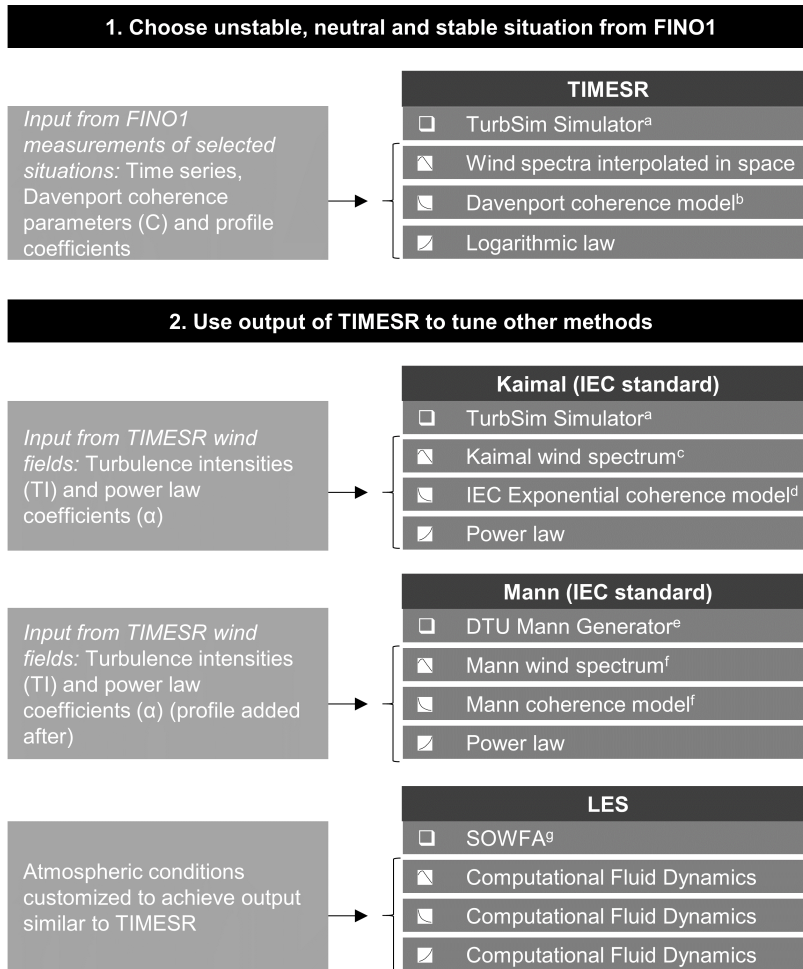 1. Choose unstable, neutral and stable situation from FINO1
Input from FINO1
measurements of selected
situations: Time series,
Davenport coherence
parameters (C) and profile
coefficients
TIMESR
TurbSim Simulatorᵃ
Wind spectra interpolated in space
Davenport coherence modelᵇ
Logarithmic law
2. Use output of TIMESR to tune other methods
Input from TIMESR wind
fields: Turbulence intensities
(TI) and power law
coefficients (α)
Kaimal (IEC standard)
TurbSim Simulatorᵃ
Kaimal wind spectrumᶜ
IEC Exponential coherence modelᵈ
Power law
Input from TIMESR wind
fields: Turbulence intensities
(TI) and power law
coefficients (α) (profile added
after)
Mann (IEC standard)
DTU Mann Generatorᵉ
Mann wind spectrumᶠ
Mann coherence modelᶠ
Power law
Atmospheric conditions
customized to achieve output
similar to TIMESR
LES
SOWFAᵍ
Computational Fluid Dynamics
Computational Fluid Dynamics
Computational Fluid Dynamics